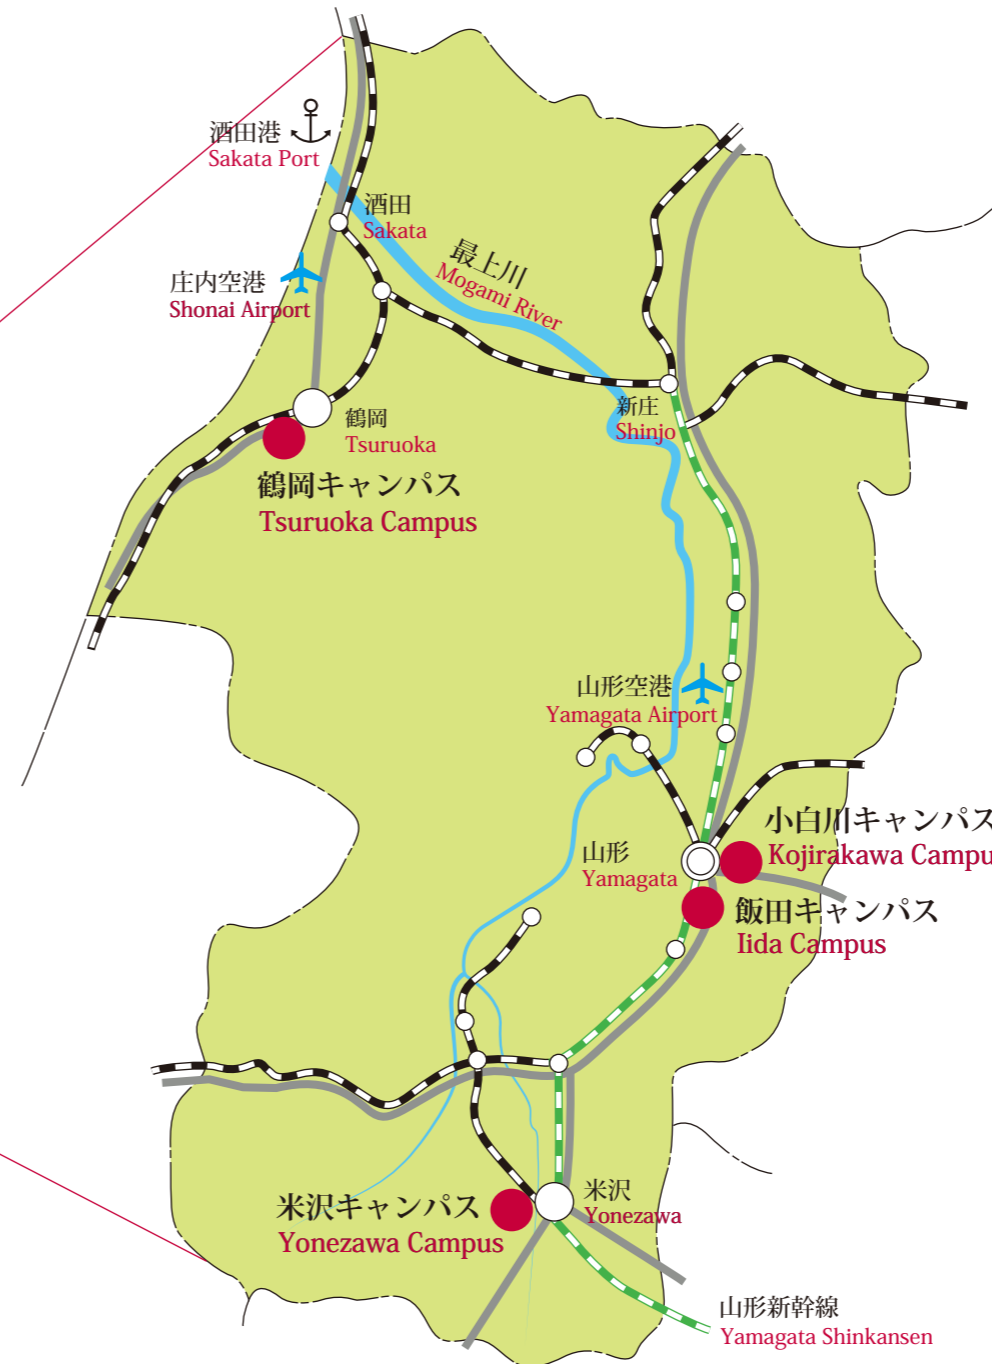 酒田港
Sakata Port
酒田
Sakata
最上川
Mogami River
庄内空港
Shonai Airport
鶴岡
Tsuruoka
新庄
Shinjo
鶴岡キャンパス
Tsuruoka Campus
山形空港
Yamagata Airport
小白川キャンパス
Kojirakawa Campu
山形
Yamagata
飯田キャンパス
Iida Campus
米沢キャンパス
Yonezawa Campus
米沢
Yonezawa
山形新幹線
Yamagata Shinkansen